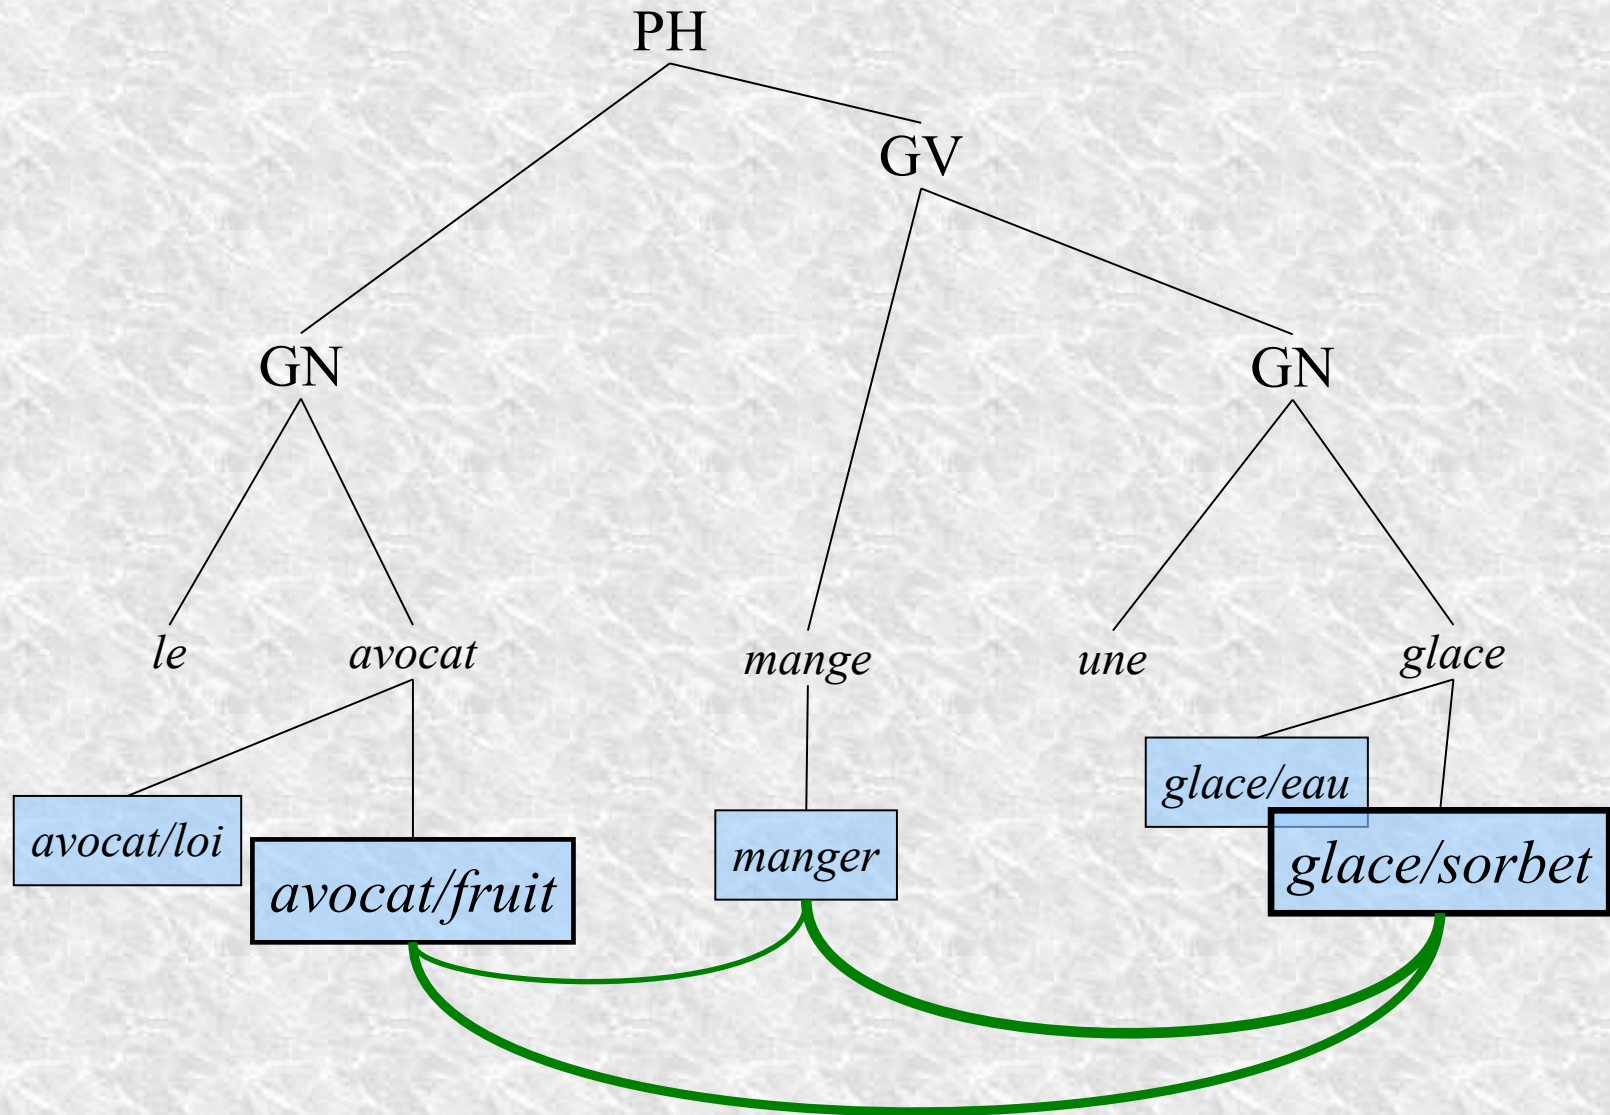 PH
GV
GN
GN
le
avocat
mange
une
glace
avocat/loi
avocat/fruit
manger
glace/eau
glace/sorbet